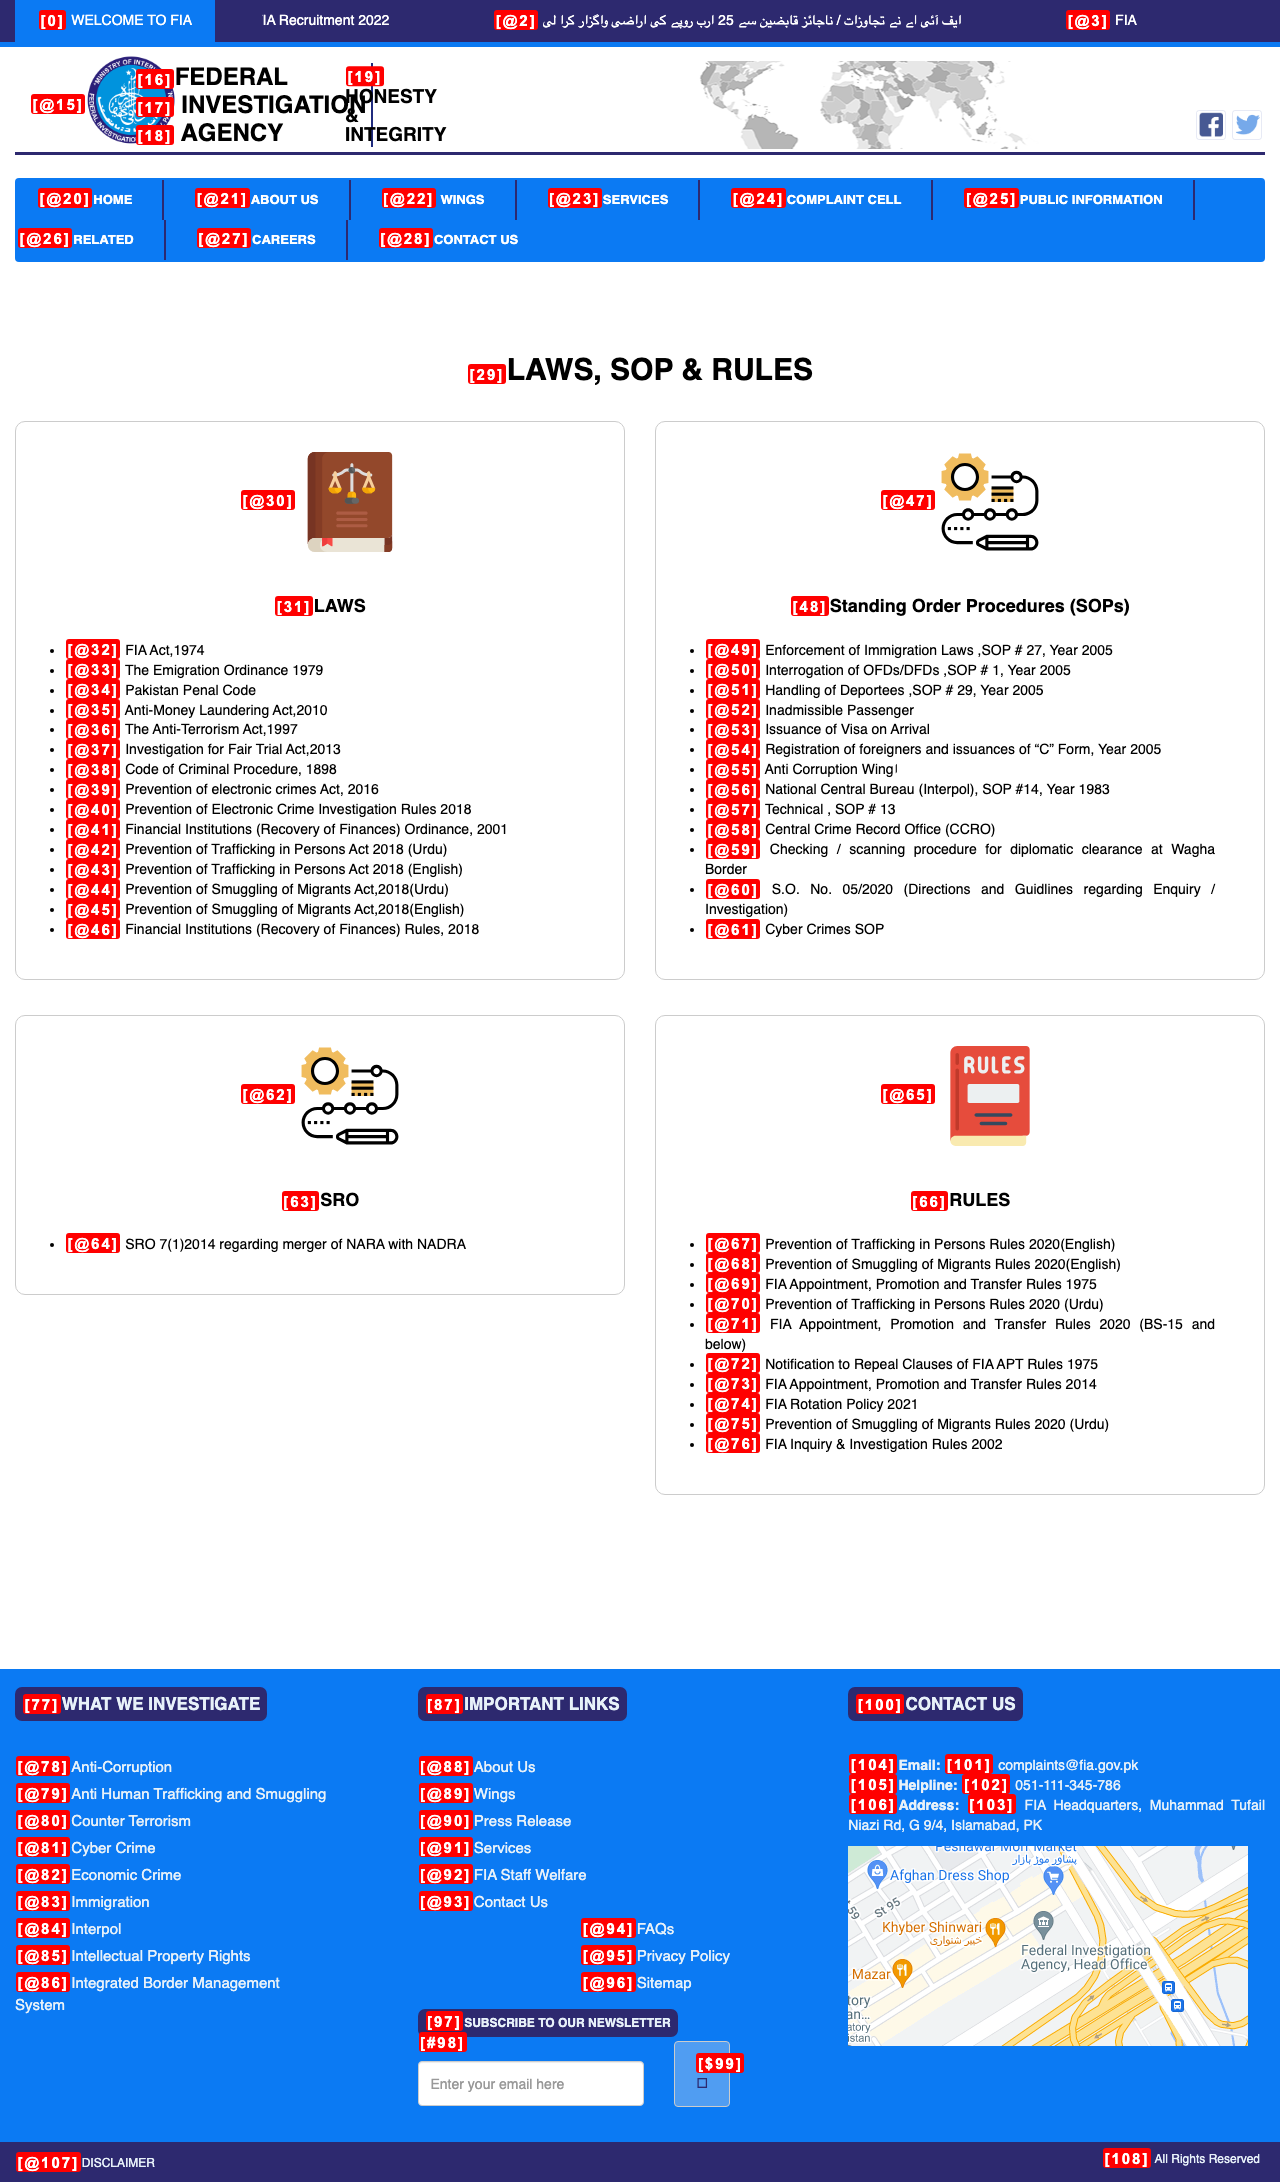 [0] WELCOME TO FIA
IA Recruitment 2022
[@2] ایف آئی اے نے تجاوزات / ناجائز قابضین سے 25 ارب روپے کی اراضی واگزار کرا لی
[@3] FIA
[@15]
[16] FEDERAL
[17] INVESTIGATION
[18] AGENCY
[19]
HONESTY
&
INTEGRITY
[@20] HOME
[@21] ABOUT US
[@22] WINGS
[@23] SERVICES
[@24] COMPLAINT CELL
[@25] PUBLIC INFORMATION
[@26] RELATED
[@27] CAREERS
[@28] CONTACT US
[29] LAWS, SOP & RULES
[@30]
[31] LAWS
[@32] FIA Act,1974
[@33] The Emigration Ordinance 1979
[@34] Pakistan Penal Code
[@35] Anti-Money Laundering Act,2010
[@36] The Anti-Terrorism Act,1997
[@37] Investigation for Fair Trial Act,2013
[@38] Code of Criminal Procedure, 1898
[@39] Prevention of electronic crimes Act, 2016
[@40] Prevention of Electronic Crime Investigation Rules 2018
[@41] Financial Institutions (Recovery of Finances) Ordinance, 2001
[@42] Prevention of Trafficking in Persons Act 2018 (Urdu)
[@43] Prevention of Trafficking in Persons Act 2018 (English)
[@44] Prevention of Smuggling of Migrants Act,2018(Urdu)
[@45] Prevention of Smuggling of Migrants Act,2018(English)
[@46] Financial Institutions (Recovery of Finances) Rules, 2018
[@47]
[48] Standing Order Procedures (SOPs)
[@49] Enforcement of Immigration Laws ,SOP # 27, Year 2005
[@50] Interrogation of OFDs/DFDs ,SOP # 1, Year 2005
[@51] Handling of Deportees ,SOP # 29, Year 2005
[@52] Inadmissible Passenger
[@53] Issuance of Visa on Arrival
[@54] Registration of foreigners and issuances of “C” Form, Year 2005
[@55] Anti Corruption Wing
[@56] National Central Bureau (Interpol), SOP #14, Year 1983
[@57] Technical , SOP # 13
[@58] Central Crime Record Office (CCRO)
[@59] Checking / scanning procedure for diplomatic clearance at Wagha
Border
[@60] S.O. No. 05/2020 (Directions and Guidlines regarding Enquiry /
Investigation)
[@61] Cyber Crimes SOP
[@62]
[63] SRO
[@64] SRO 7(1)2014 regarding merger of NARA with NADRA
[@65]
RULES
[66] RULES
[@67] Prevention of Trafficking in Persons Rules 2020(English)
[@68] Prevention of Smuggling of Migrants Rules 2020(English)
[@69] FIA Appointment, Promotion and Transfer Rules 1975
[@70] Prevention of Trafficking in Persons Rules 2020 (Urdu)
[@71] FIA Appointment, Promotion and Transfer Rules 2020 (BS-15 and
below)
[@72] Notification to Repeal Clauses of FIA APT Rules 1975
[@73] FIA Appointment, Promotion and Transfer Rules 2014
[@74] FIA Rotation Policy 2021
[@75] Prevention of Smuggling of Migrants Rules 2020 (Urdu)
[@76] FIA Inquiry & Investigation Rules 2002
[77] WHAT WE INVESTIGATE
[@78] Anti-Corruption
[@79] Anti Human Trafficking and Smuggling
[@80] Counter Terrorism
[@81] Cyber Crime
[@82] Economic Crime
[@83] Immigration
[@84] Interpol
[@85] Intellectual Property Rights
[@86] Integrated Border Management
System
[87] IMPORTANT LINKS
[@88] About Us
[@89] Wings
[@90] Press Release
[@91] Services
[@92] FIA Staff Welfare
[@93] Contact Us
[@94] FAQs
[@95] Privacy Policy
[@96] Sitemap
[97] SUBSCRIBE TO OUR NEWSLETTER
[#98]
Enter your email here
[$99]
[100] CONTACT US
[104] Email: [101] complaints@fia.gov.pk
[105] Helpline: [102] 051-111-345-786
[106] Address: [103] FIA Headquarters, Muhammad Tufail
Niazi Rd, G 9/4, Islamabad, PK
Peshawar Morr Market
پشاور موڑ بازار
Afghan Dress Shop
St 95
Khyber Shinwari
خیبر شنواری
Federal Investigation
Agency, Head Office
Mazar
[@107] DISCLAIMER
[108] All Rights Reserved